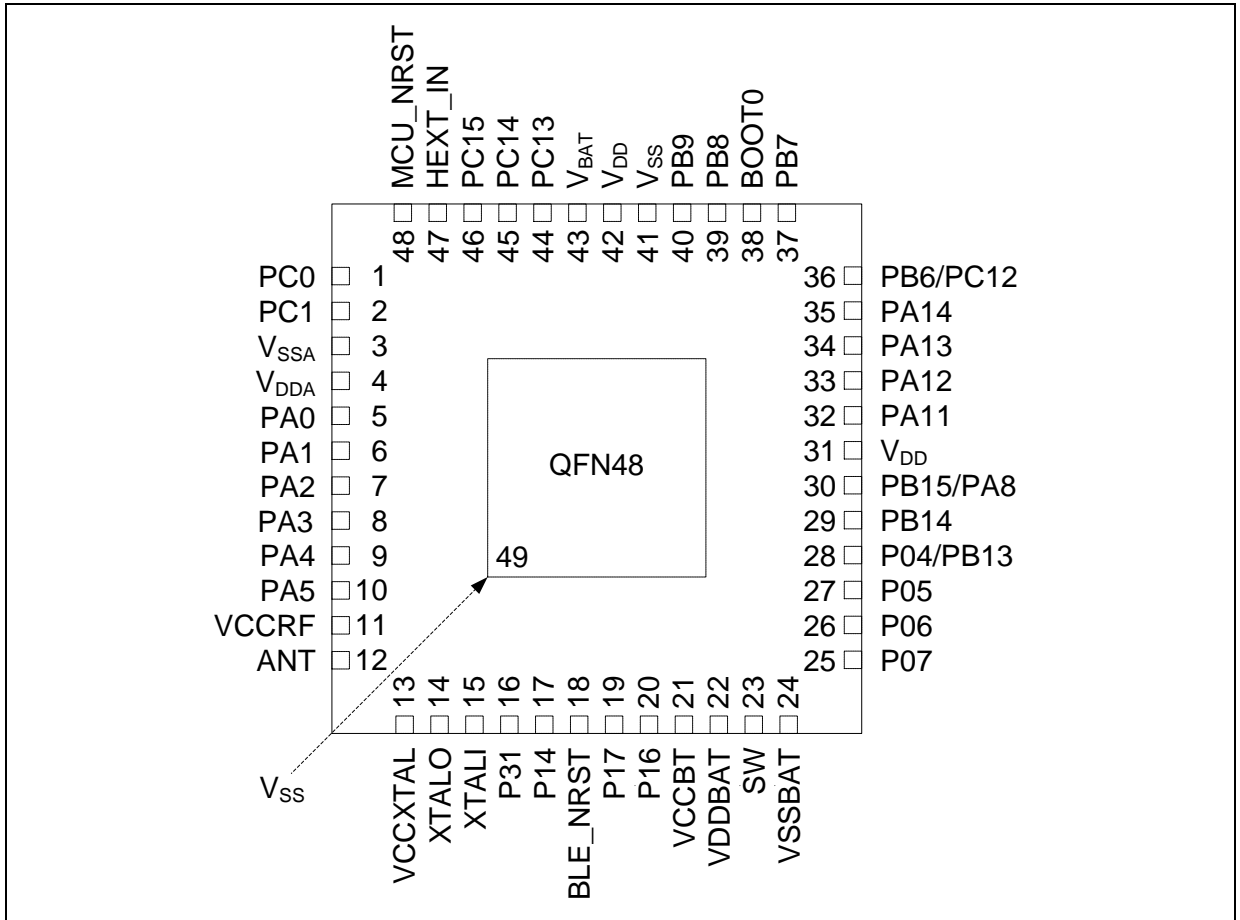 MCU_NRST
HEXT_IN
PC15
PC14
PC13
VBAT
VDD
VSS
PB9
PB8
BOOT0
PB7
48
47
46
45
44
43
42
41
40
39
38
37
PC0 1
PC1 2
VSSA 3
VDDA 4
PA0 5
PA1 6
PA2 7
PA3 8
PA4 9
PA5 10
VCCRF 11
ANT 12
QFN48
49
36 PB6/PC12
35 PA14
34 PA13
33 PA12
32 PA11
31 VDD
30 PB15/PA8
29 PB14
28 P04/PB13
27 P05
26 P06
25 P07
13
14
15
16
17
18
19
20
21
22
23
24
VSS
VCCXTAL
XTALO
XTALI
P31
P14
BLE_NRST
P17
P16
VCCBT
VDDBAT
SW
VSSBAT